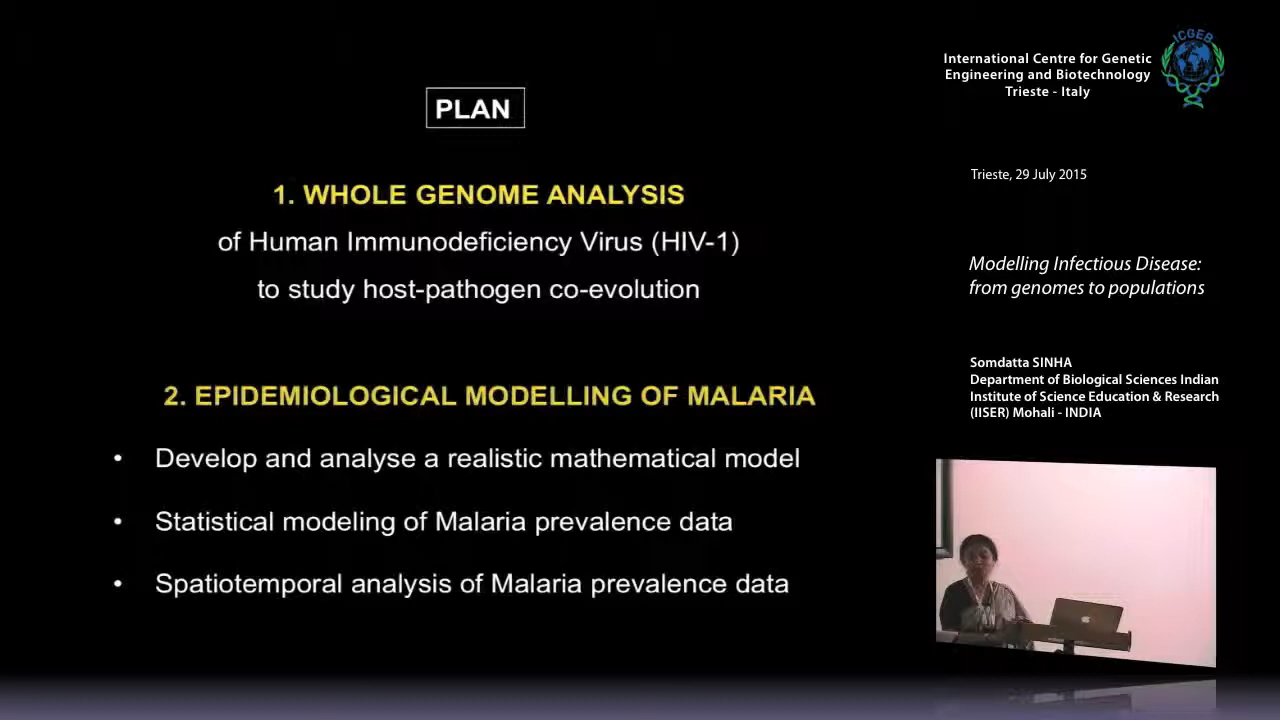 PLAN
1. WHOLE GENOME ANALYSIS
of Human Immunodeficiency Virus (HIV-1)
to study host-pathogen co-evolution
2. EPIDEMIOLOGICAL MODELLING OF MALARIA
• Develop and analyse a realistic mathematical model
• Statistical modeling of Malaria prevalence data
• Spatiotemporal analysis of Malaria prevalence data
International Centre for Genetic
Engineering and Biotechnology
Trieste - Italy
ICGEB
Trieste, 29 July 2015
Modelling Infectious Disease:
from genomes to populations
Somdatta SINHA
Department of Biological Sciences Indian
Institute of Science Education & Research
(IISER) Mohali - INDIA